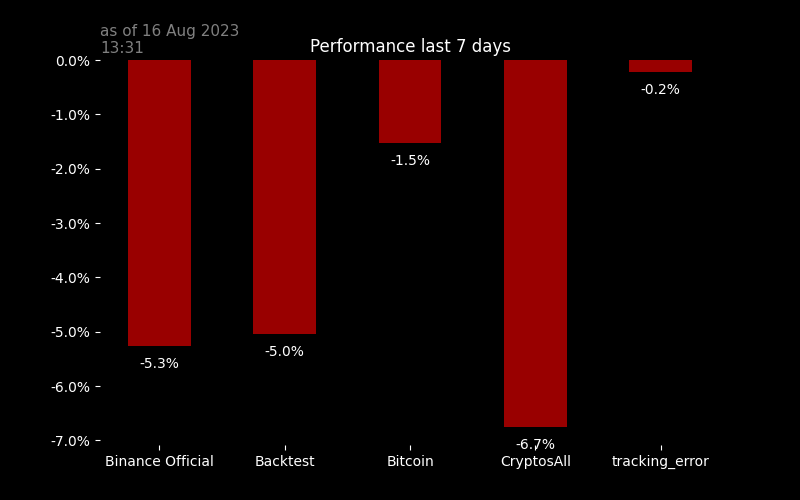 as of 16 Aug 2023
13:31
Performance last 7 days
0.0%
-1.0%
-2.0%
-3.0%
-4.0%
-5.0%
-6.0%
-7.0%
-5.3%
-5.0%
-1.5%
-6.7%
-0.2%
Binance Official
Backtest
Bitcoin
CryptosAll
tracking_error